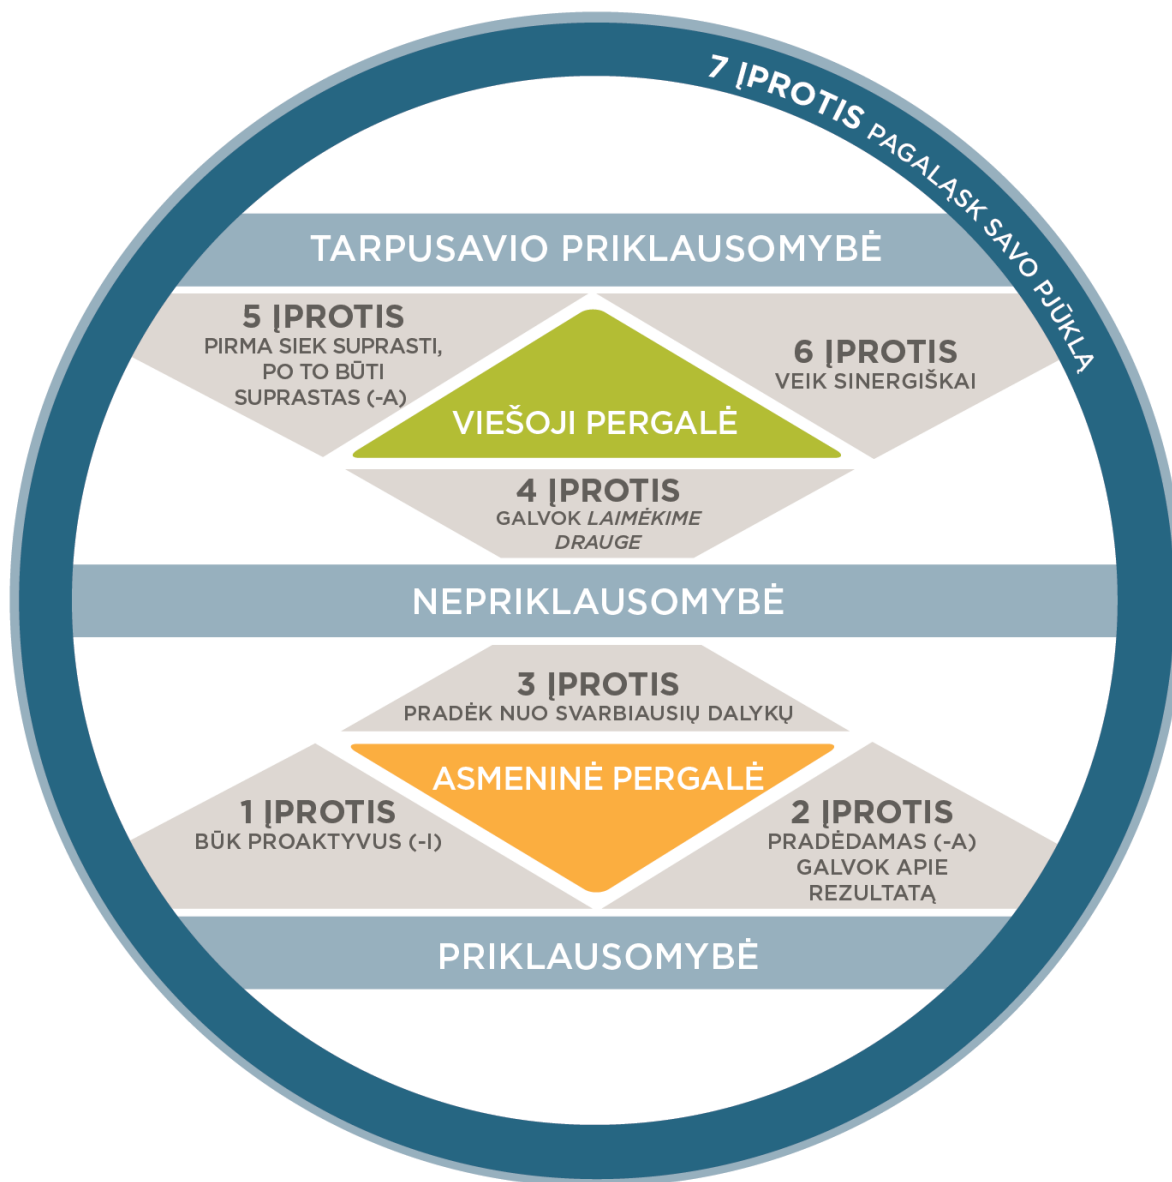 7 ĮPROTIS PAGALĄSK SAVO PJŪKLĄ
TARPUSAVIO PRIKLAUSOMYBĖ
5 ĮPROTIS
PIRMA SIEK SUPRASTI,
PO TO BŪTI
SUPRASTAS (-A)
6 ĮPROTIS
VEIK SINERGIŠKAI
VIEŠOJI PERGALĖ
4 ĮPROTIS
GALVOK LAIMĖKIME
DRAUGE
NEPRIKLAUSOMYBĖ
3 ĮPROTIS
PRADĖK NUO SVARBIAUSIŲ DALYKŲ
ASMENINĖ PERGALĖ
1 ĮPROTIS
BŪK PROAKTYVUS (-I)
2 ĮPROTIS
PRADĖDAMAS (-A)
GALVOK APIE
REZULTATĄ
PRIKLAUSOMYBĖ